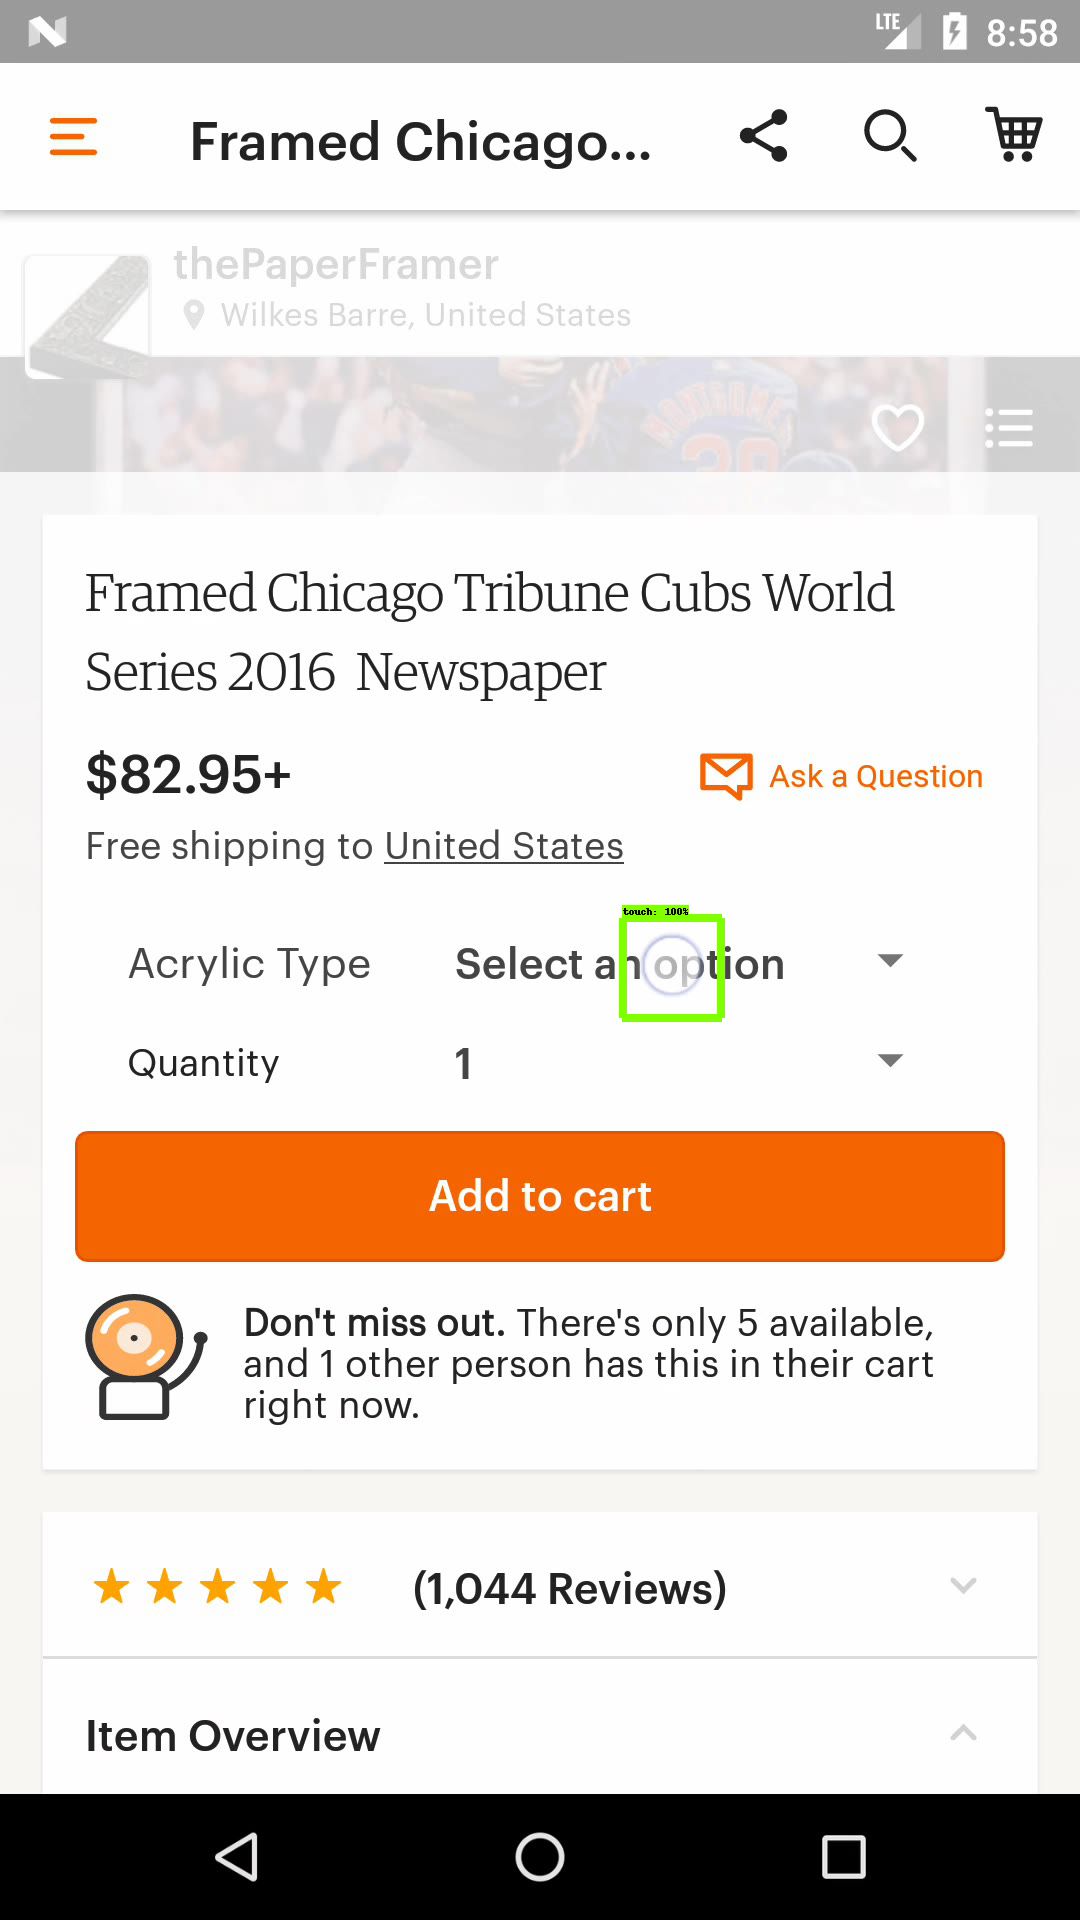 LTE 8:58
Framed Chicago...
thePaperFramer
Wilkes Barre, United States
MONTGOME
Framed Chicago Tribune Cubs World
Series 2016 Newspaper
$82.95+
Ask a Question
Free shipping to United States
touch: 100%
Acrylic Type Select an option
Quantity 1
Add to cart
Don't miss out. There's only 5 available,
and 1 other person has this in their cart
right now.
(1,044 Reviews)
Item Overview